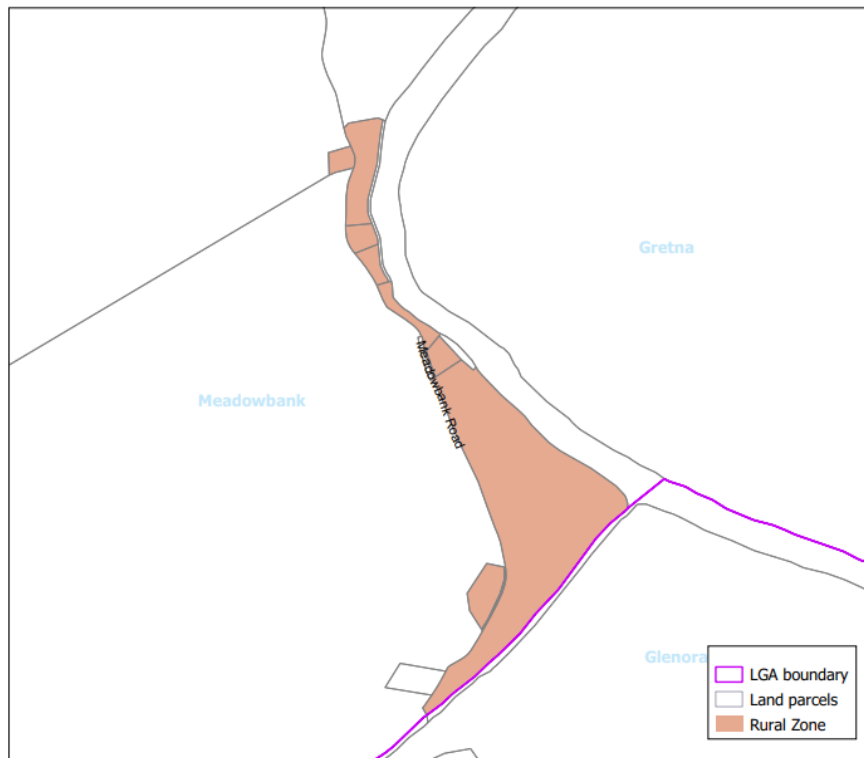 Gretna
Meadowbank
Meadowbank Road
Glenora
LGA boundary
Land parcels
Rural Zone